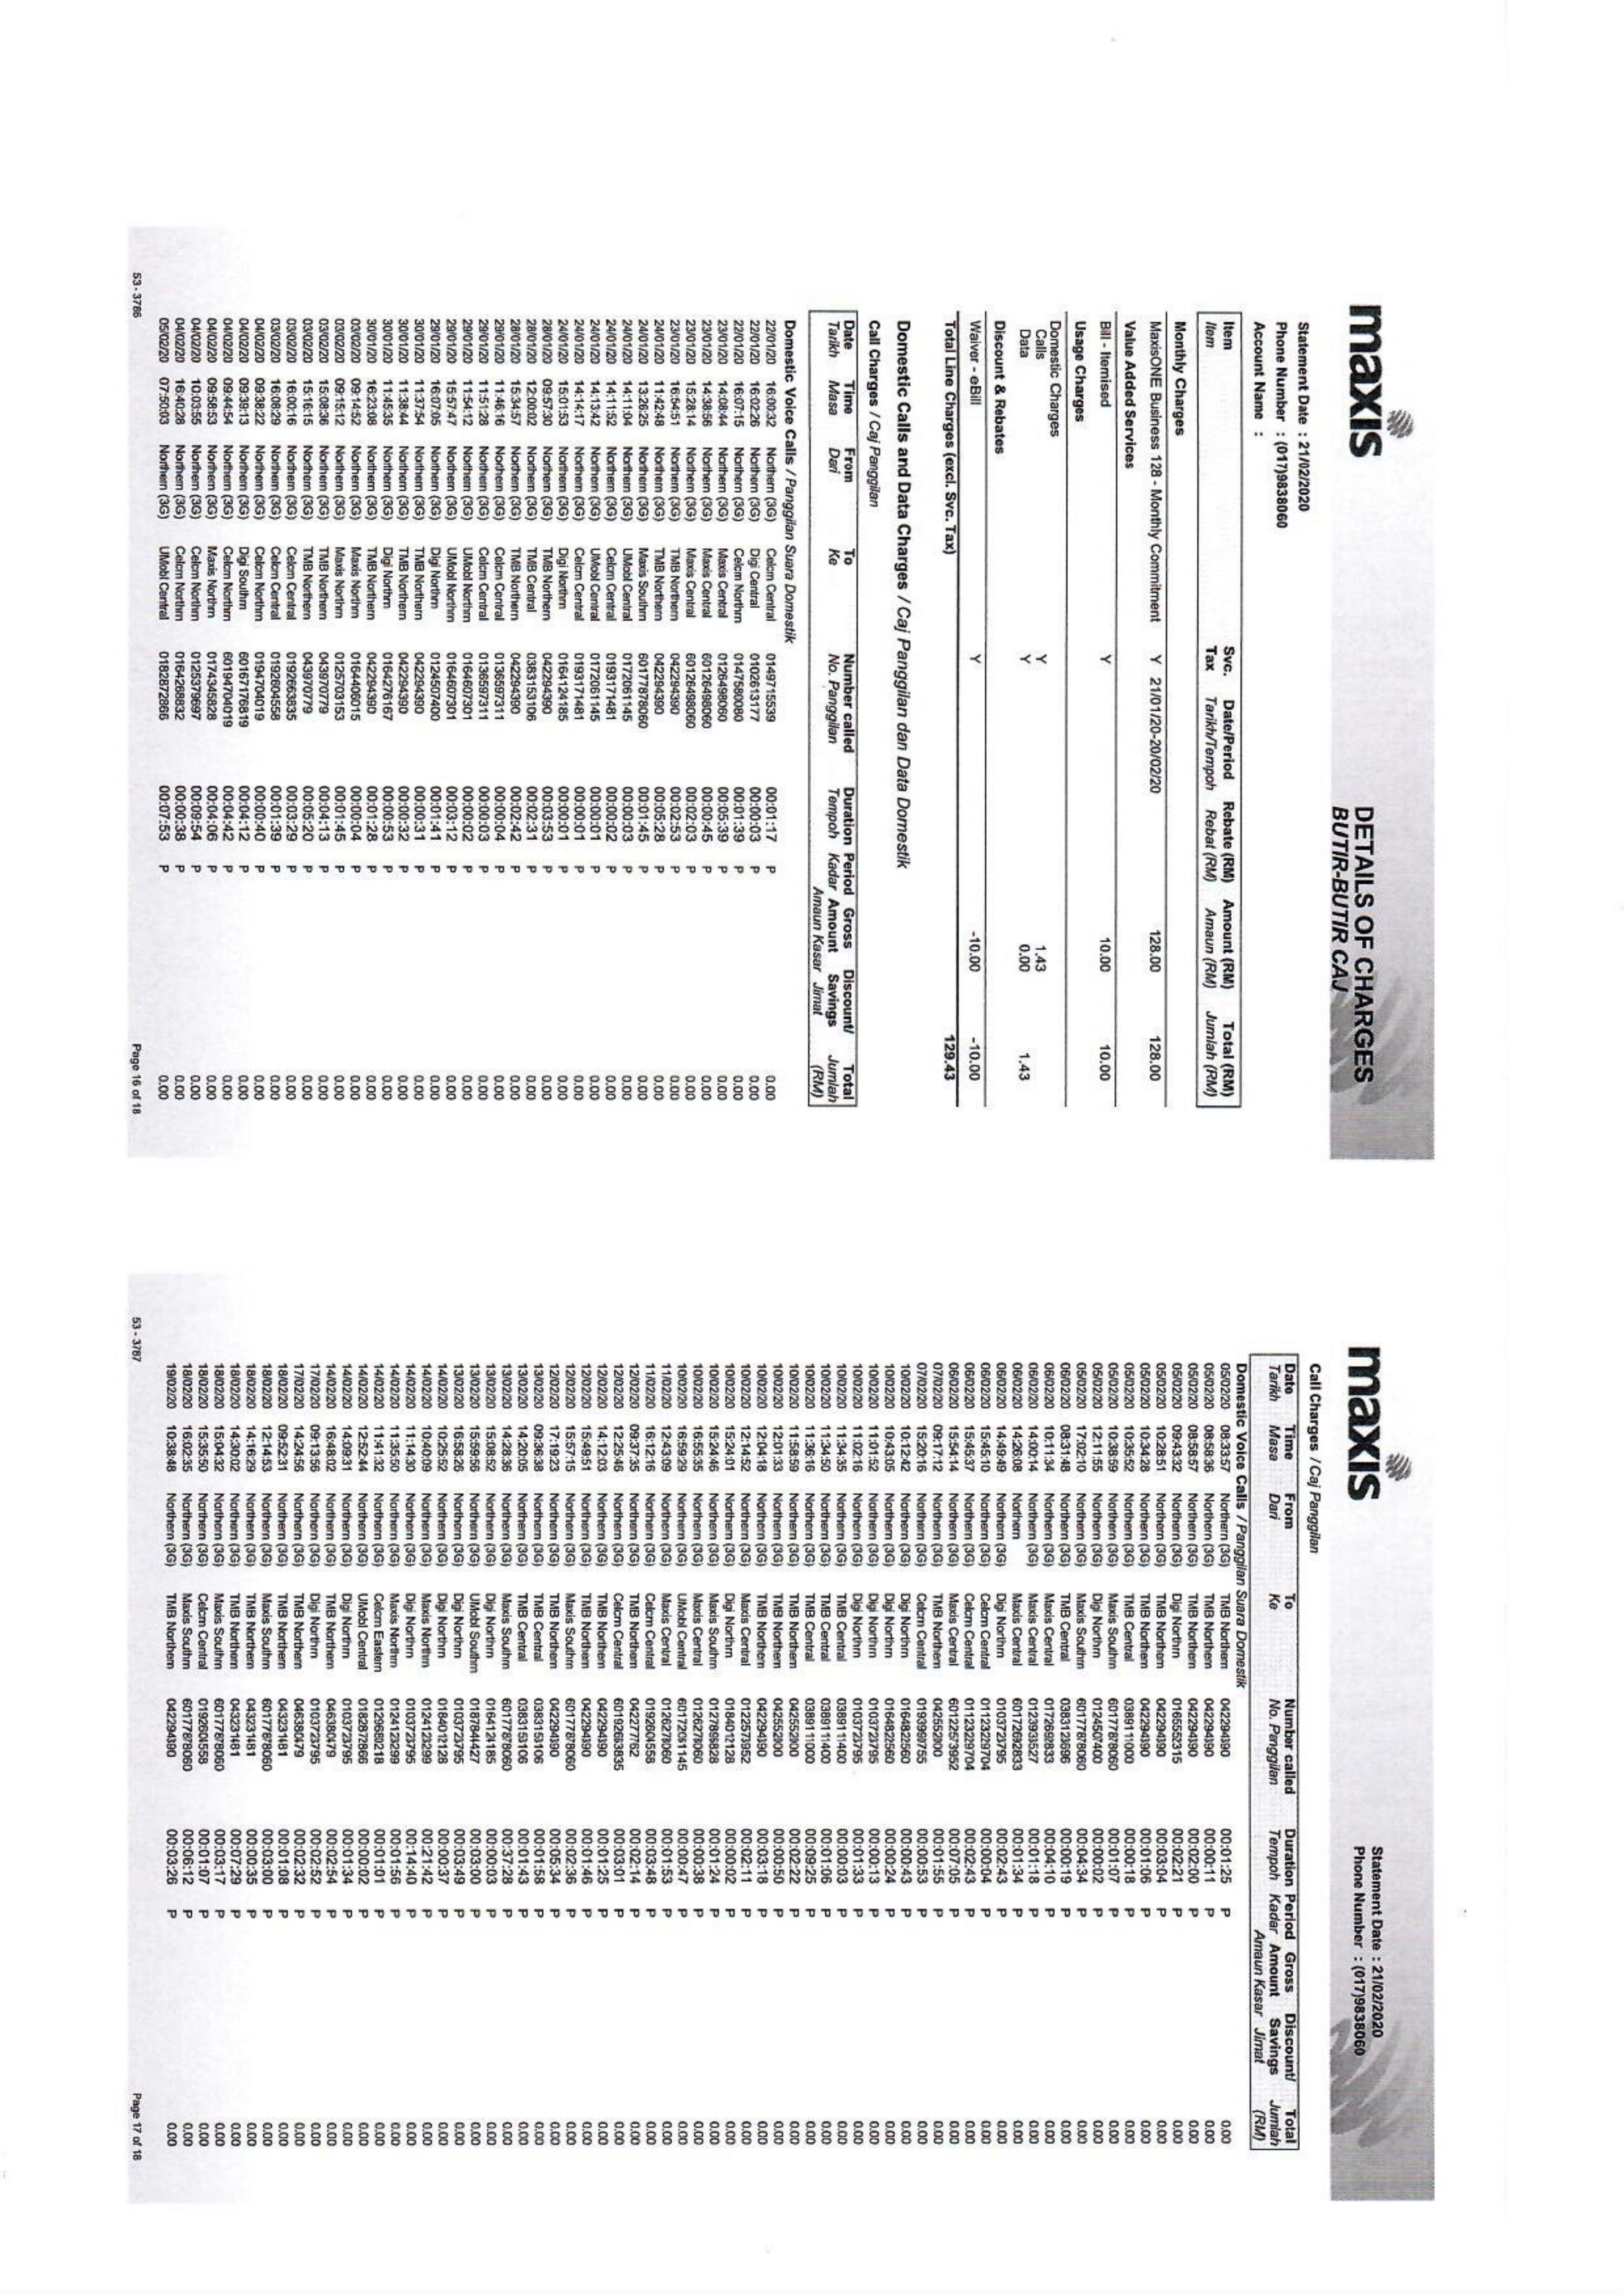 maxis
DETAILS OF CHARGES
BUTIR-BUTIR CAJ
Statement Date : 21/02/2020
Phone Number : (017)9838060
Account Name :
Item Svc. Date/Period Rebate (RM) Amount (RM) Total (RM)
Item Tax Tarikh/Tempoh Rebat (RM) Amaun (RM) Jumlah (RM)
Monthly Charges
MaxisONE Business 128 - Monthly Commitment Y 21/01/20-20/02/20 128.00 128.00
Value Added Services
Bill - Itemised Y 10.00 10.00
Usage Charges
Domestic Charges
Calls Y 1.43
Data Y 0.00 1.43
Discount & Rebates
Waiver - eBill Y -10.00 -10.00
Total Line Charges (excl. Svc. Tax) 129.43
Domestic Calls and Data Charges / Caj Panggilan dan Data Domestik
Call Charges / Caj Panggilan
Date Time From To Number called Duration Period Gross Discount/ Total
Tarikh Masa Dari Ke No. Panggilan Tempoh Kadar Amount Savings Jumlah
Amaun Kasar Jimat (RM)
Domestic Voice Calls / Panggilan Suara Domestik
22/01/20 16:00:32 Northern (3G) Celcm Central 0149715539 00:01:17 P 0.00
22/01/20 16:02:26 Northern (3G) Digi Central 0102613177 00:00:03 P 0.00
22/01/20 16:07:15 Northern (3G) Celcm Northrn 0147580080 00:01:39 P 0.00
23/01/20 14:08:44 Northern (3G) Maxis Central 0126498060 00:05:39 P 0.00
23/01/20 14:38:56 Northern (3G) Maxis Central 60126498060 00:00:45 P 0.00
23/01/20 15:28:14 Northern (3G) Maxis Central 60126498060 00:02:03 P 0.00
23/01/20 16:54:51 Northern (3G) TMB Northern 042294390 00:02:53 P 0.00
24/01/20 11:42:48 Northern (3G) TMB Northern 042294390 00:05:28 P 0.00
24/01/20 13:26:25 Northern (3G) Maxis Southrn 60177878060 00:01:45 P 0.00
24/01/20 14:11:04 Northern (3G) UMobl Central 0172061145 00:00:03 P 0.00
24/01/20 14:11:52 Northern (3G) Celcm Central 0193171481 00:00:02 P 0.00
24/01/20 14:13:42 Northern (3G) UMobl Central 0172061145 00:00:01 P 0.00
24/01/20 14:14:17 Northern (3G) Celcm Central 0193171481 00:00:01 P 0.00
24/01/20 15:01:53 Northern (3G) Digi Northrn 0164124185 00:00:01 P 0.00
28/01/20 09:57:30 Northern (3G) TMB Northern 042294390 00:03:53 P 0.00
28/01/20 12:00:02 Northern (3G) TMB Central 0383153106 00:02:31 P 0.00
28/01/20 15:34:57 Northern (3G) TMB Northern 042294390 00:02:42 P 0.00
29/01/20 11:46:16 Northern (3G) Celcm Central 0136597311 00:00:04 P 0.00
29/01/20 11:51:28 Northern (3G) Celcm Central 0136597311 00:00:03 P 0.00
29/01/20 11:54:12 Northern (3G) UMobl Northrn 0164607301 00:00:02 P 0.00
29/01/20 15:57:47 Northern (3G) UMobl Northrn 0164607301 00:03:12 P 0.00
29/01/20 16:07:05 Northern (3G) Digi Northrn 0124507400 00:01:41 P 0.00
30/01/20 11:37:54 Northern (3G) TMB Northern 042294390 00:00:31 P 0.00
30/01/20 11:38:44 Northern (3G) TMB Northern 042294390 00:00:32 P 0.00
30/01/20 11:45:35 Northern (3G) Digi Northrn 0164276167 00:00:53 P 0.00
30/01/20 16:23:08 Northern (3G) TMB Northern 042294390 00:01:28 P 0.00
03/02/20 09:14:52 Northern (3G) Maxis Northrn 0164406015 00:00:04 P 0.00
03/02/20 09:15:12 Northern (3G) Maxis Northrn 0125703153 00:01:45 P 0.00
03/02/20 15:08:36 Northern (3G) TMB Northern 043970779 00:04:13 P 0.00
03/02/20 15:16:15 Northern (3G) TMB Northern 043970779 00:05:20 P 0.00
03/02/20 16:00:16 Northern (3G) Celcm Central 0192663835 00:03:29 P 0.00
03/02/20 16:08:29 Northern (3G) Celcm Central 0192604558 00:01:39 P 0.00
04/02/20 09:38:22 Northern (3G) Celcm Northrn 0194704019 00:00:40 P 0.00
04/02/20 09:39:13 Northern (3G) Digi Southrn 60167176819 00:04:12 P 0.00
04/02/20 09:44:54 Northern (3G) Celcm Northrn 60194704019 00:04:42 P 0.00
04/02/20 09:58:53 Northern (3G) Maxis Northrn 0174345828 00:04:06 P 0.00
04/02/20 10:03:55 Northern (3G) Celcm Northrn 0125379697 00:09:54 P 0.00
04/02/20 16:40:28 Northern (3G) Celcm Northrn 0164268832 00:00:38 P 0.00
05/02/20 07:50:03 Northern (3G) UMobl Central 0182872866 00:07:53 P 0.00
53 - 3786 Page 16 of 18
maxis
Statement Date : 21/02/2020
Phone Number : (017)9838060
Call Charges / Caj Panggilan
Date Time From To Number called Duration Period Gross Discount/ Total
Tarikh Masa Dari Ke No. Panggilan Tempoh Kadar Amount Savings Jumlah
Amaun Kasar Jimat (RM)
Domestic Voice Calls / Panggilan Suara Domestik
05/02/20 08:33:57 Northern (3G) TMB Northern 042294390 00:01:25 P 0.00
05/02/20 08:58:36 Northern (3G) TMB Northern 042294390 00:00:11 P 0.00
05/02/20 08:58:57 Northern (3G) TMB Northern 042294390 00:02:00 P 0.00
05/02/20 09:43:32 Northern (3G) Digi Northrn 0165552315 00:02:21 P 0.00
05/02/20 10:28:51 Northern (3G) TMB Northern 042294390 00:03:04 P 0.00
05/02/20 10:34:28 Northern (3G) TMB Northern 042294390 00:01:06 P 0.00
05/02/20 10:35:52 Northern (3G) TMB Central 0389111000 00:00:18 P 0.00
05/02/20 10:38:59 Northern (3G) Maxis Southrn 60177878060 00:01:07 P 0.00
05/02/20 12:11:55 Northern (3G) Digi Northrn 0124507400 00:00:02 P 0.00
05/02/20 17:02:10 Northern (3G) Maxis Southrn 60177878060 00:04:34 P 0.00
06/02/20 08:31:48 Northern (3G) TMB Central 0383123696 00:00:19 P 0.00
06/02/20 10:11:34 Northern (3G) Maxis Central 0172692833 00:04:10 P 0.00
06/02/20 14:00:14 Northern (3G) Maxis Central 0123933527 00:01:18 P 0.00
06/02/20 14:26:08 Northern Maxis Central 60172692833 00:01:34 P 0.00
06/02/20 14:49:49 Northern (3G) Digi Northrn 0103723795 00:02:43 P 0.00
06/02/20 15:45:10 Northern (3G) Celcm Central 01123329704 00:00:04 P 0.00
06/02/20 15:45:37 Northern (3G) Celcm Central 01123329704 00:02:43 P 0.00
06/02/20 15:54:14 Northern (3G) Maxis Central 60122573952 00:07:05 P 0.00
07/02/20 09:17:12 Northern (3G) TMB Northern 042552900 00:01:55 P 0.00
07/02/20 15:20:16 Northern (3G) Celcm Central 0193999755 00:00:53 P 0.00
10/02/20 10:12:42 Northern (3G) Digi Northrn 0164822560 00:00:43 P 0.00
10/02/20 10:43:05 Northern (3G) Digi Northrn 0164822560 00:00:24 P 0.00
10/02/20 11:01:52 Northern (3G) Digi Northrn 0103723795 00:00:13 P 0.00
10/02/20 11:02:16 Northern (3G) Digi Northrn 0103723795 00:01:33 P 0.00
10/02/20 11:34:35 Northern (3G) TMB Central 0389111400 00:00:03 P 0.00
10/02/20 11:34:50 Northern (3G) TMB Central 0389111400 00:01:06 P 0.00
10/02/20 11:36:16 Northern (3G) TMB Central 0389111000 00:08:25 P 0.00
10/02/20 11:58:59 Northern (3G) TMB Northern 042552900 00:02:22 P 0.00
10/02/20 12:01:33 Northern (3G) TMB Northern 042552900 00:00:50 P 0.00
10/02/20 12:04:18 Northern (3G) TMB Northern 042294390 00:03:18 P 0.00
10/02/20 12:14:52 Northern (3G) Maxis Central 0122573952 00:02:11 P 0.00
10/02/20 15:24:01 Northern (3G) Digi Northrn 0184012128 00:00:02 P 0.00
10/02/20 15:24:46 Northern (3G) Maxis Southrn 0127896828 00:01:24 P 0.00
10/02/20 16:55:35 Northern (3G) Maxis Central 0126278060 00:00:38 P 0.00
10/02/20 16:59:29 Northern (3G) UMobl Central 60172061145 00:00:47 P 0.00
11/02/20 12:43:09 Northern (3G) Maxis Central 0126278060 00:01:53 P 0.00
11/02/20 16:12:16 Northern (3G) Celcm Central 0192604558 00:03:48 P 0.00
12/02/20 09:37:35 Northern (3G) TMB Northern 042277762 00:02:14 P 0.00
12/02/20 12:25:46 Northern (3G) Celcm Central 60192663835 00:03:01 P 0.00
12/02/20 14:12:03 Northern (3G) TMB Northern 042294390 00:01:25 P 0.00
12/02/20 15:49:51 Northern (3G) TMB Northern 042294390 00:01:46 P 0.00
12/02/20 15:57:15 Northern (3G) Maxis Southrn 60177878060 00:02:36 P 0.00
12/02/20 17:19:23 Northern (3G) TMB Northern 042294390 00:05:34 P 0.00
13/02/20 09:36:38 Northern (3G) TMB Central 0383153106 00:01:58 P 0.00
13/02/20 14:20:05 Northern (3G) TMB Central 0383153106 00:01:43 P 0.00
13/02/20 14:28:36 Northern (3G) Maxis Southrn 60177878060 00:37:28 P 0.00
13/02/20 15:08:52 Northern (3G) Digi Northrn 0164124185 00:00:03 P 0.00
13/02/20 15:59:56 Northern (3G) UMobl Southrn 0187844427 00:03:00 P 0.00
13/02/20 16:58:26 Northern (3G) Digi Northrn 0103723795 00:03:49 P 0.00
14/02/20 10:25:52 Northern (3G) Digi Northrn 0184012128 00:00:37 P 0.00
14/02/20 10:40:09 Northern (3G) Maxis Northrn 0124123299 00:21:42 P 0.00
14/02/20 11:14:30 Northern (3G) Digi Northrn 0103723795 00:14:40 P 0.00
14/02/20 11:35:50 Northern (3G) Maxis Northrn 0124123299 00:01:56 P 0.00
14/02/20 11:41:32 Northern (3G) Celcm Eastern 0129680218 00:01:01 P 0.00
14/02/20 12:52:44 Northern (3G) UMobl Central 0182872866 00:00:02 P 0.00
14/02/20 14:09:31 Northern (3G) Digi Northrn 0103723795 00:01:34 P 0.00
14/02/20 16:48:02 Northern (3G) TMB Northern 046380479 00:02:54 P 0.00
17/02/20 09:13:56 Northern (3G) Digi Northrn 0103723795 00:02:52 P 0.00
17/02/20 14:24:56 Northern (3G) TMB Northern 046380479 00:02:32 P 0.00
18/02/20 09:52:31 Northern (3G) TMB Northern 043231481 00:01:08 P 0.00
18/02/20 12:14:53 Northern (3G) Maxis Southrn 60177878060 00:03:00 P 0.00
18/02/20 14:16:29 Northern (3G) TMB Northern 043231481 00:00:35 P 0.00
18/02/20 14:30:02 Northern (3G) TMB Northern 043231481 00:07:29 P 0.00
18/02/20 15:04:32 Northern (3G) Maxis Southrn 60177878060 00:03:17 P 0.00
18/02/20 15:35:50 Northern (3G) Celcm Central 0192604558 00:01:07 P 0.00
18/02/20 16:02:35 Northern (3G) Maxis Southrn 60177878060 00:06:12 P 0.00
19/02/20 10:38:48 Northern (3G) TMB Northern 042294390 00:03:26 P 0.00
53 - 3787 Page 17 of 18